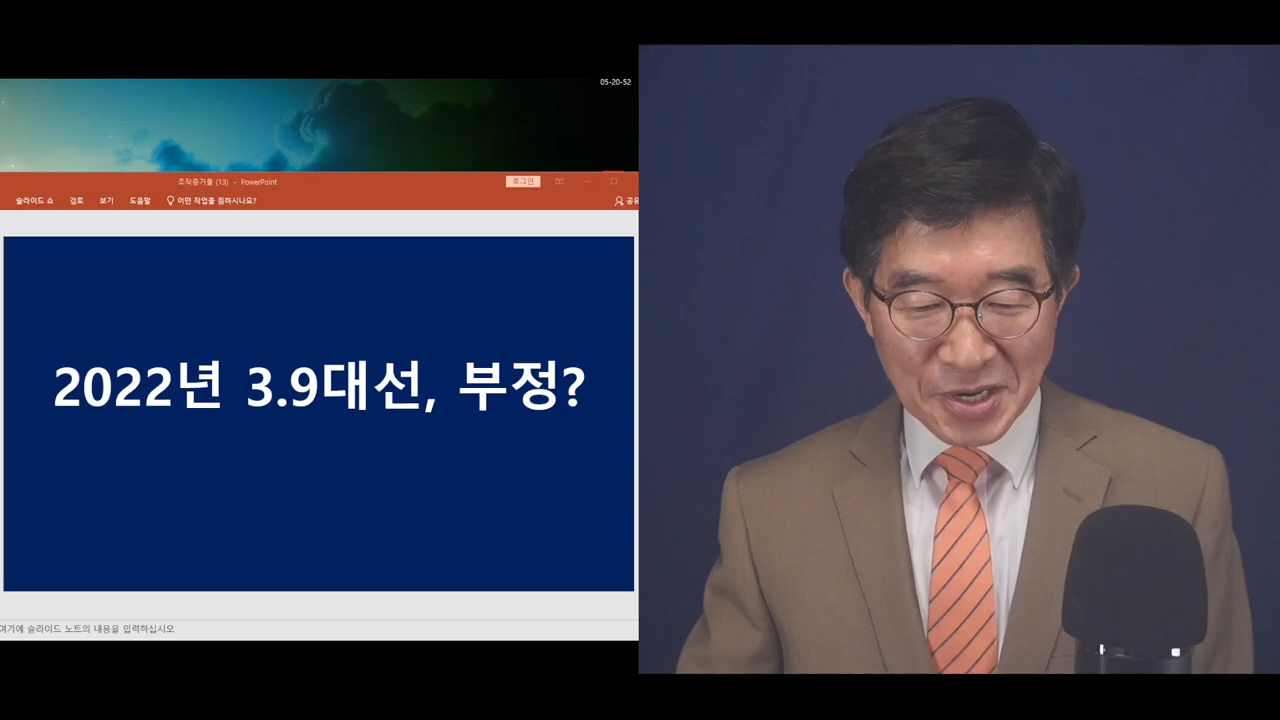 05-20-52
조작증거물 (13) - PowerPoint
로그인
슬라이드 쇼 검토 보기 도움말 어떤 작업을 원하시나요? 공유
2022년 3.9대선, 부정?
여기에 슬라이드 노트의 내용을 입력하십시오